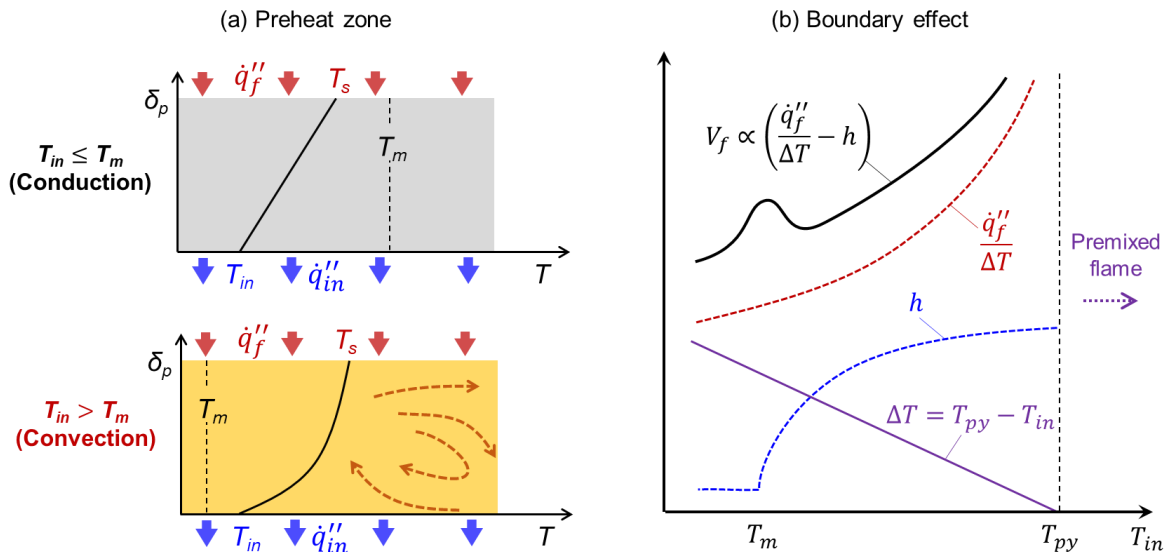 (a) Preheat zone
q̇″f
Ts
δp
Tm
Tin ≤ Tm
(Conduction)
Tin
q̇″in
T
q̇″f
Ts
δp
Tm
Tin > Tm
(Convection)
Tin
q̇″in
T
(b) Boundary effect
Vf ∝ (q̇″f / ΔT − h)
q̇″f / ΔT
Premixed
flame
h
ΔT = Tpy − Tin
Tm
Tpy
Tin